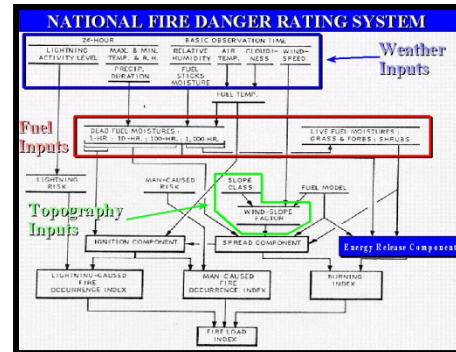 NATIONAL FIRE DANGER RATING SYSTEM
24-HOUR
BASIC OBSERVATION TIME
LIGHTNING ACTIVITY LEVEL
MAX. & MIN. TEMP. & R.H.
RELATIVE HUMIDITY
AIR TEMP.
CLOUDI-NESS
WIND-SPEED
Weather Inputs
PRECIP. DURATION
FUEL STICKS MOISTURE
FUEL TEMP.
Fuel Inputs
DEAD FUEL MOISTURES:
1-HR. 10-HR. 100-HR. 1,000 HR.
LIVE FUEL MOISTURES:
GRASS & FORBS: SHRUBS
LIGHTNING RISK
MAN-CAUSED RISK
SLOPE CLASS
FUEL MODEL
Topography Inputs
WIND-SLOPE FACTOR
IGNITION COMPONENT
SPREAD COMPONENT
Energy Release Component
LIGHTNING-CAUSED FIRE OCCURRENCE INDEX
MAN CAUSED FIRE OCCURRENCE INDEX
BURNING INDEX
FIRE LOAD INDEX